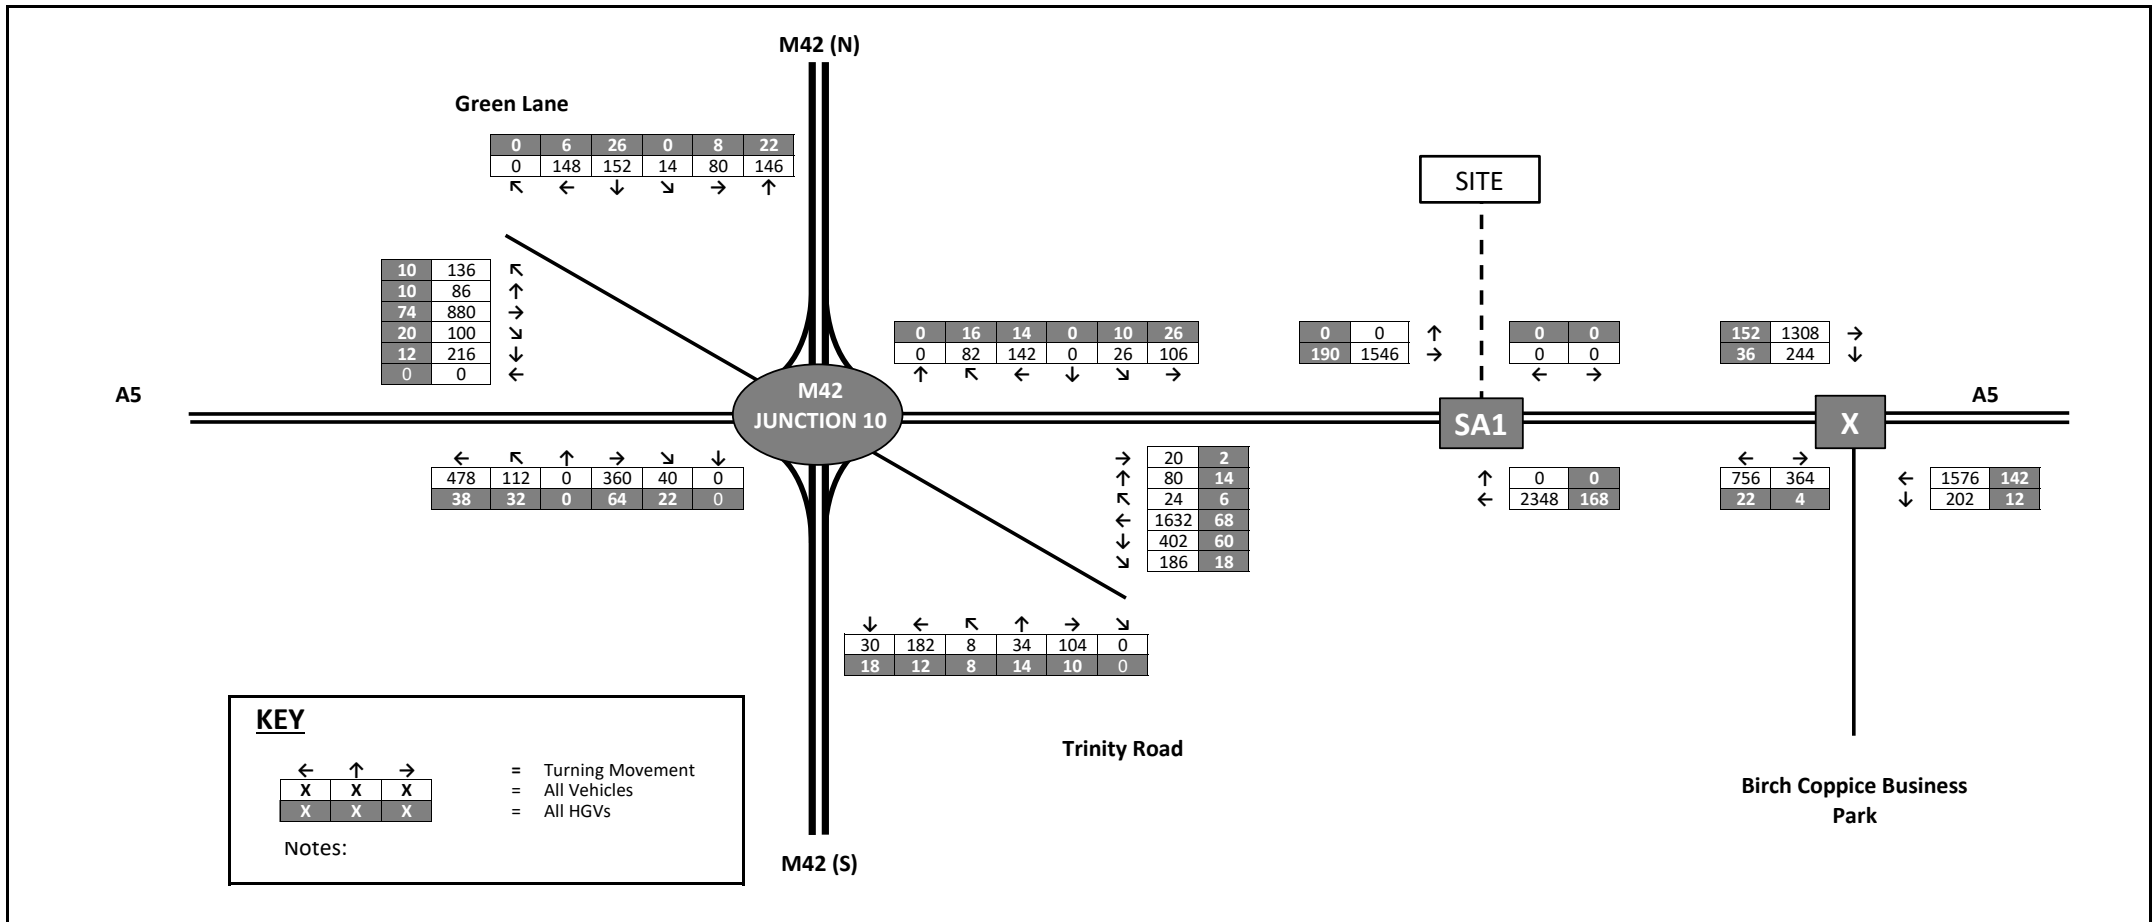 M42 (N)
Green Lane
0 6 26 0 8 22
0 148 152 14 80 146
↖ ← ↓ ↘ → ↑
SITE
10 136 ↖
10 86 ↑
74 880 →
20 100 ↘
12 216 ↓
0 0 ←
0 16 14 0 10 26
0 82 142 0 26 106
↑ ↖ ← ↓ ↘ →
0 0 ↑
190 1546 →
0 0
0 0
← →
152 1308 →
36 244 ↓
A5
M42
JUNCTION 10
SA1
X
A5
← ↖ ↑ → ↘ ↓
478 112 0 360 40 0
38 32 0 64 22 0
→ 20 2
↑ 80 14
↖ 24 6
← 1632 68
↓ 402 60
↘ 186 18
↑ 0 0
← 2348 168
← →
756 364
22 4
← 1576 142
↓ 202 12
↓ ← ↖ ↑ → ↘
30 182 8 34 104 0
18 12 8 14 10 0
KEY
← ↑ → = Turning Movement
X X X = All Vehicles
X X X = All HGVs
Notes:
Trinity Road
Birch Coppice Business
Park
M42 (S)